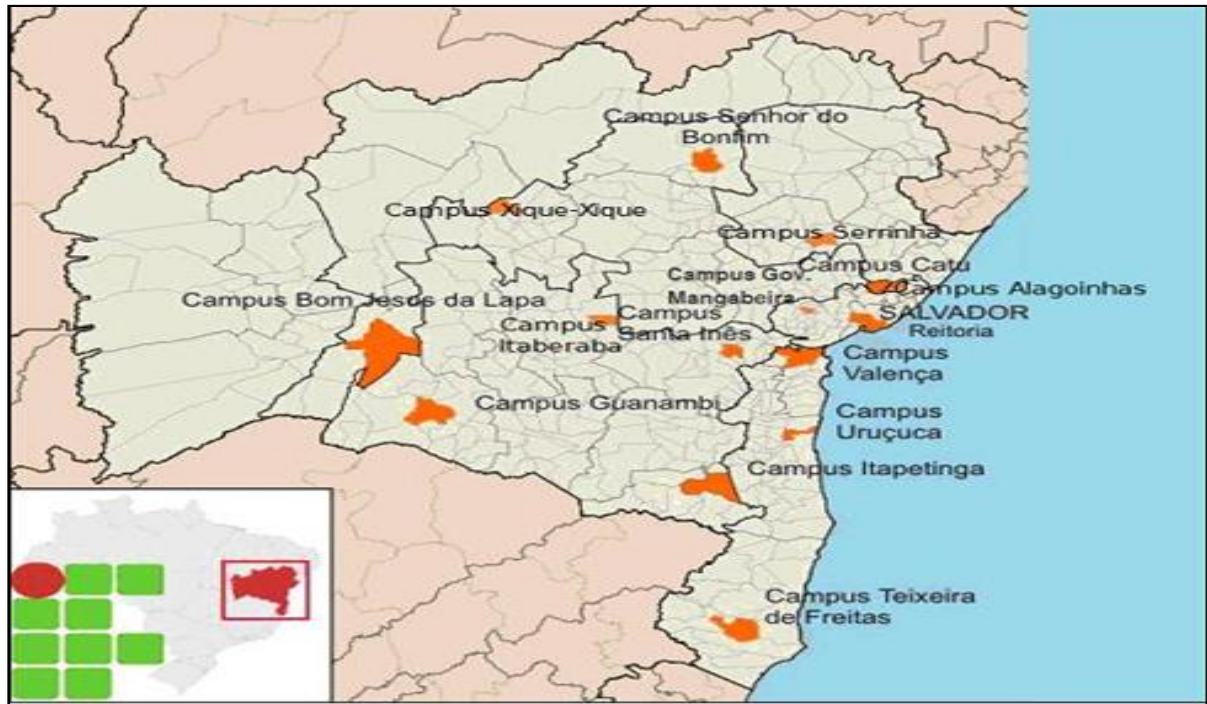 Campus Senhor do
Bonfim
Campus Xique-Xique
Campus Serrinha
Campus Catu
Campus Gov.
Mangabeira
Campus Alagoinhas
Campus Bom Jesus da Lapa
SALVADOR
Reitoria
Campus
Itaberaba
Campus
Santa Inês
Campus
Valença
Campus Guanambi
Campus
Uruçuca
Campus Itapetinga
Campus Teixeira
de Freitas